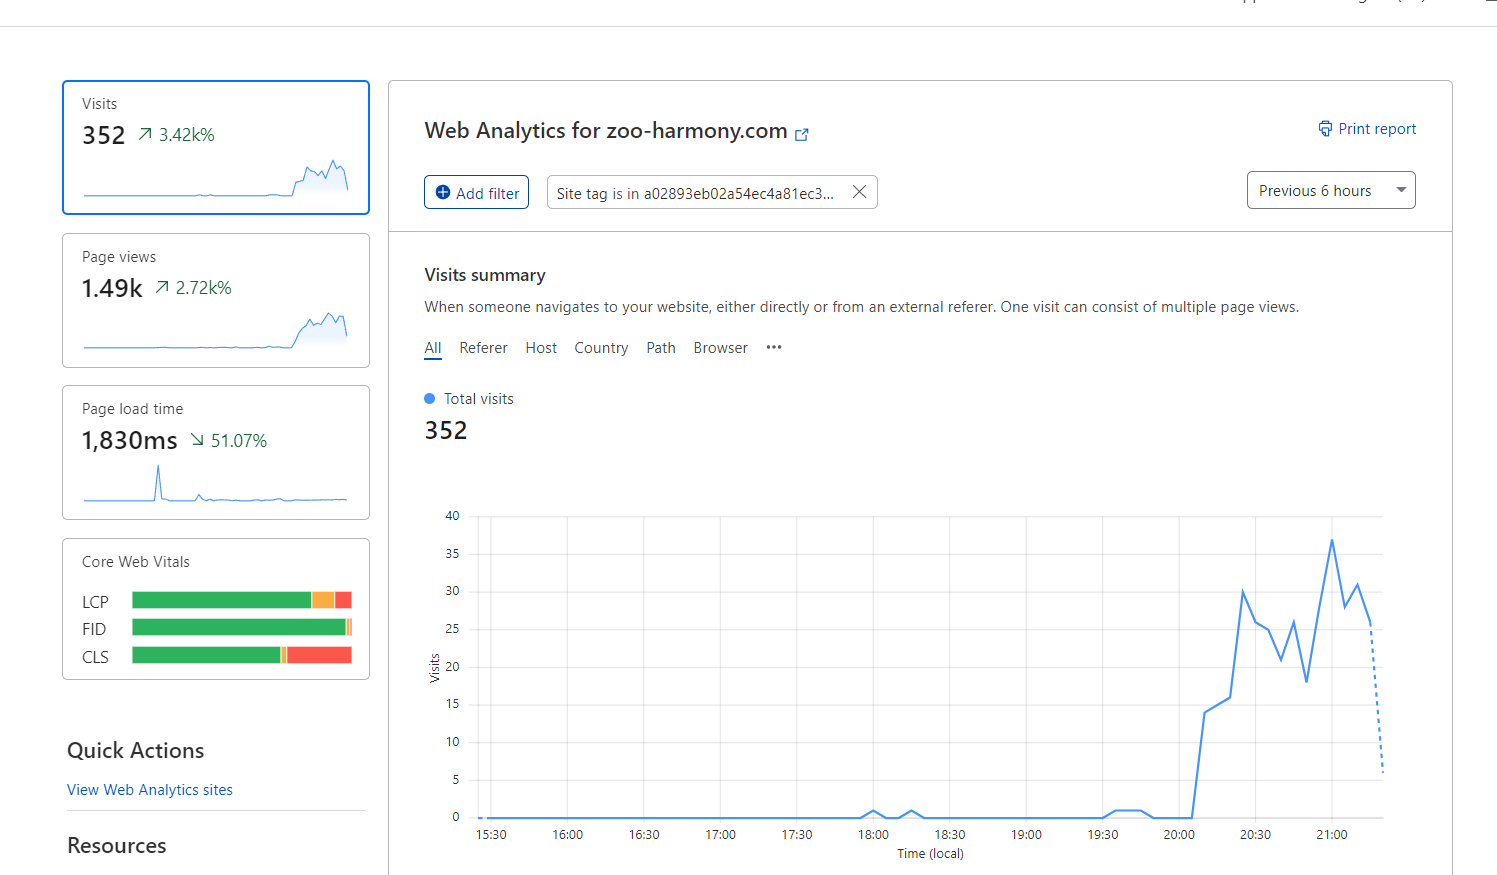 Visits
352 3.42k%
Page views
1.49k 2.72k%
Page load time
1,830ms 51.07%
Core Web Vitals
LCP
FID
CLS
Quick Actions
View Web Analytics sites
Resources
Web Analytics for zoo-harmony.com
Print report
Add filter
Site tag is in a02893eb02a54ec4a81ec3...
Previous 6 hours
Visits summary
When someone navigates to your website, either directly or from an external referer. One visit can consist of multiple page views.
All Referer Host Country Path Browser •••
Total visits
352
40
35
30
25
20
15
10
5
0
Visits
15:30 16:00 16:30 17:00 17:30 18:00 18:30 19:00 19:30 20:00 20:30 21:00
Time (local)